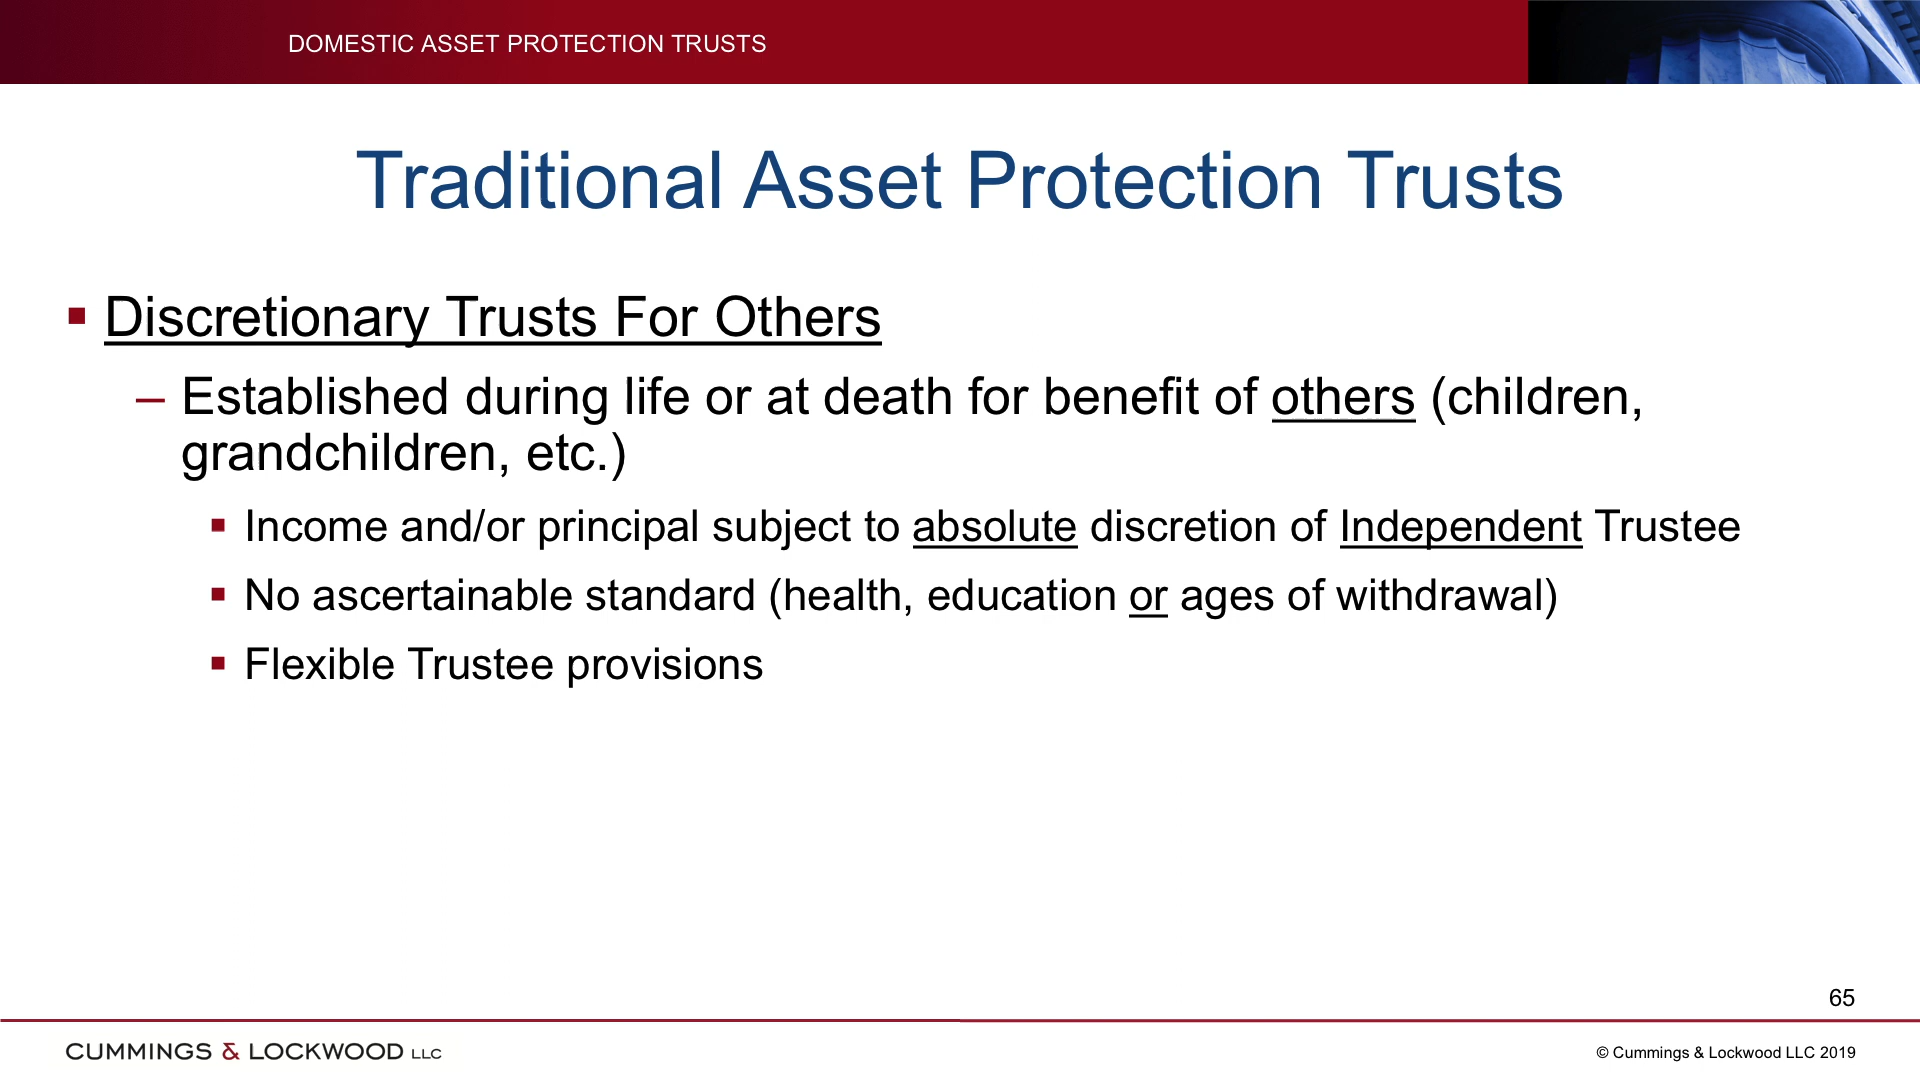 DOMESTIC ASSET PROTECTION TRUSTS
Traditional Asset Protection Trusts
▪ Discretionary Trusts For Others
– Established during life or at death for benefit of others (children,
grandchildren, etc.)
▪ Income and/or principal subject to absolute discretion of Independent Trustee
▪ No ascertainable standard (health, education or ages of withdrawal)
▪ Flexible Trustee provisions
65
CUMMINGS & LOCKWOOD LLC
© Cummings & Lockwood LLC 2019